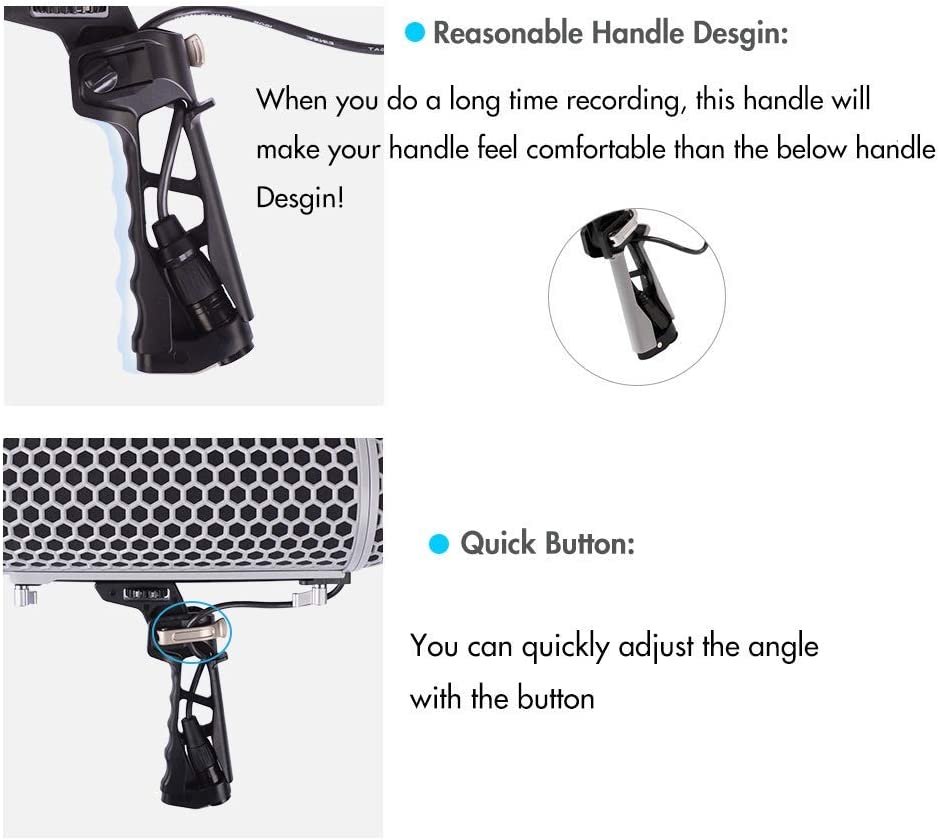 Reasonable Handle Desgin:
When you do a long time recording, this handle will
make your handle feel comfortable than the below handle
Desgin!
Quick Button:
You can quickly adjust the angle
with the button